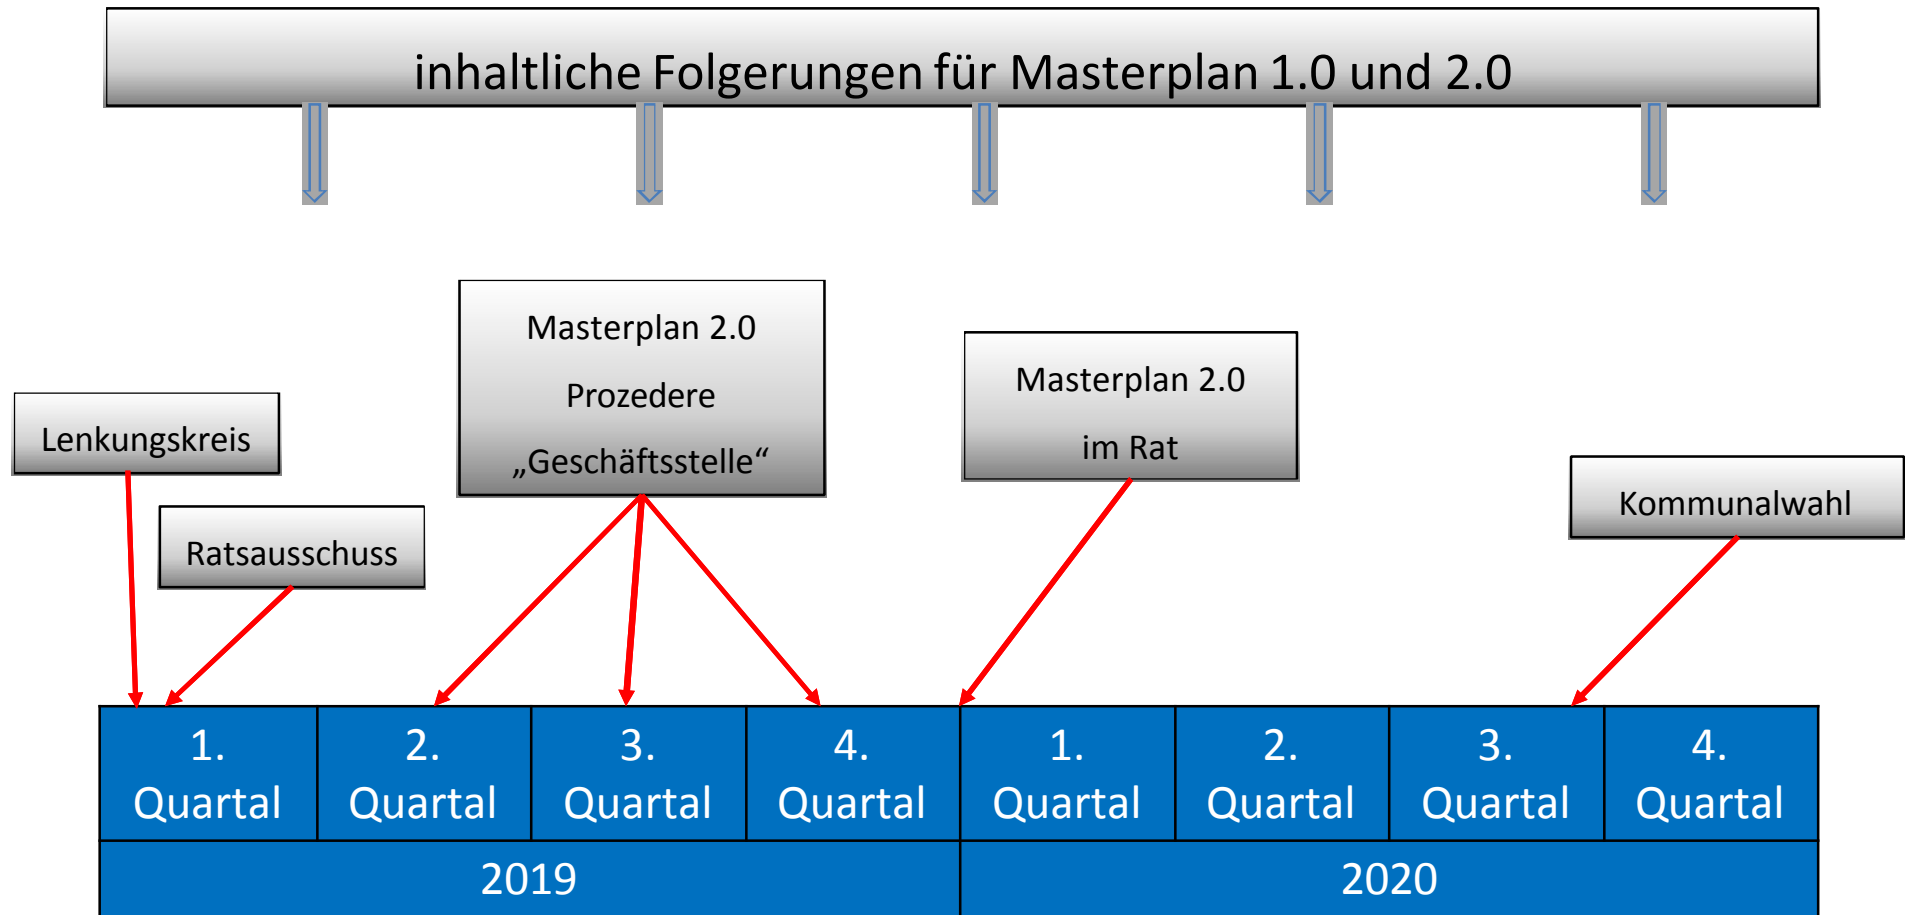 inhaltliche Folgerungen für Masterplan 1.0 und 2.0
Masterplan 2.0
Prozedere
„Geschäftsstelle“
Masterplan 2.0
im Rat
Lenkungskreis
Ratsausschuss
Kommunalwahl
1.
Quartal
2.
Quartal
3.
Quartal
4.
Quartal
1.
Quartal
2.
Quartal
3.
Quartal
4.
Quartal
2019
2020